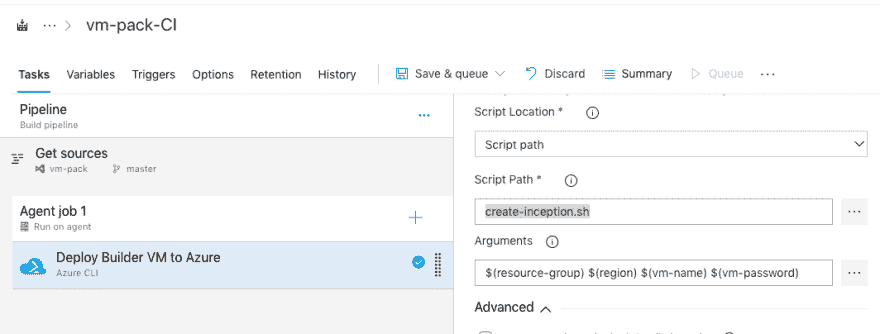 ... > vm-pack-CI
Tasks Variables Triggers Options Retention History Save & queue Discard Summary Queue ...
Pipeline
Build pipeline
Get sources
vm-pack master
Agent job 1
Run on agent
Deploy Builder VM to Azure
Azure CLI
Script Location *
Script path
Script Path *
create-inception.sh
Arguments
$(resource-group) $(region) $(vm-name) $(vm-password)
Advanced